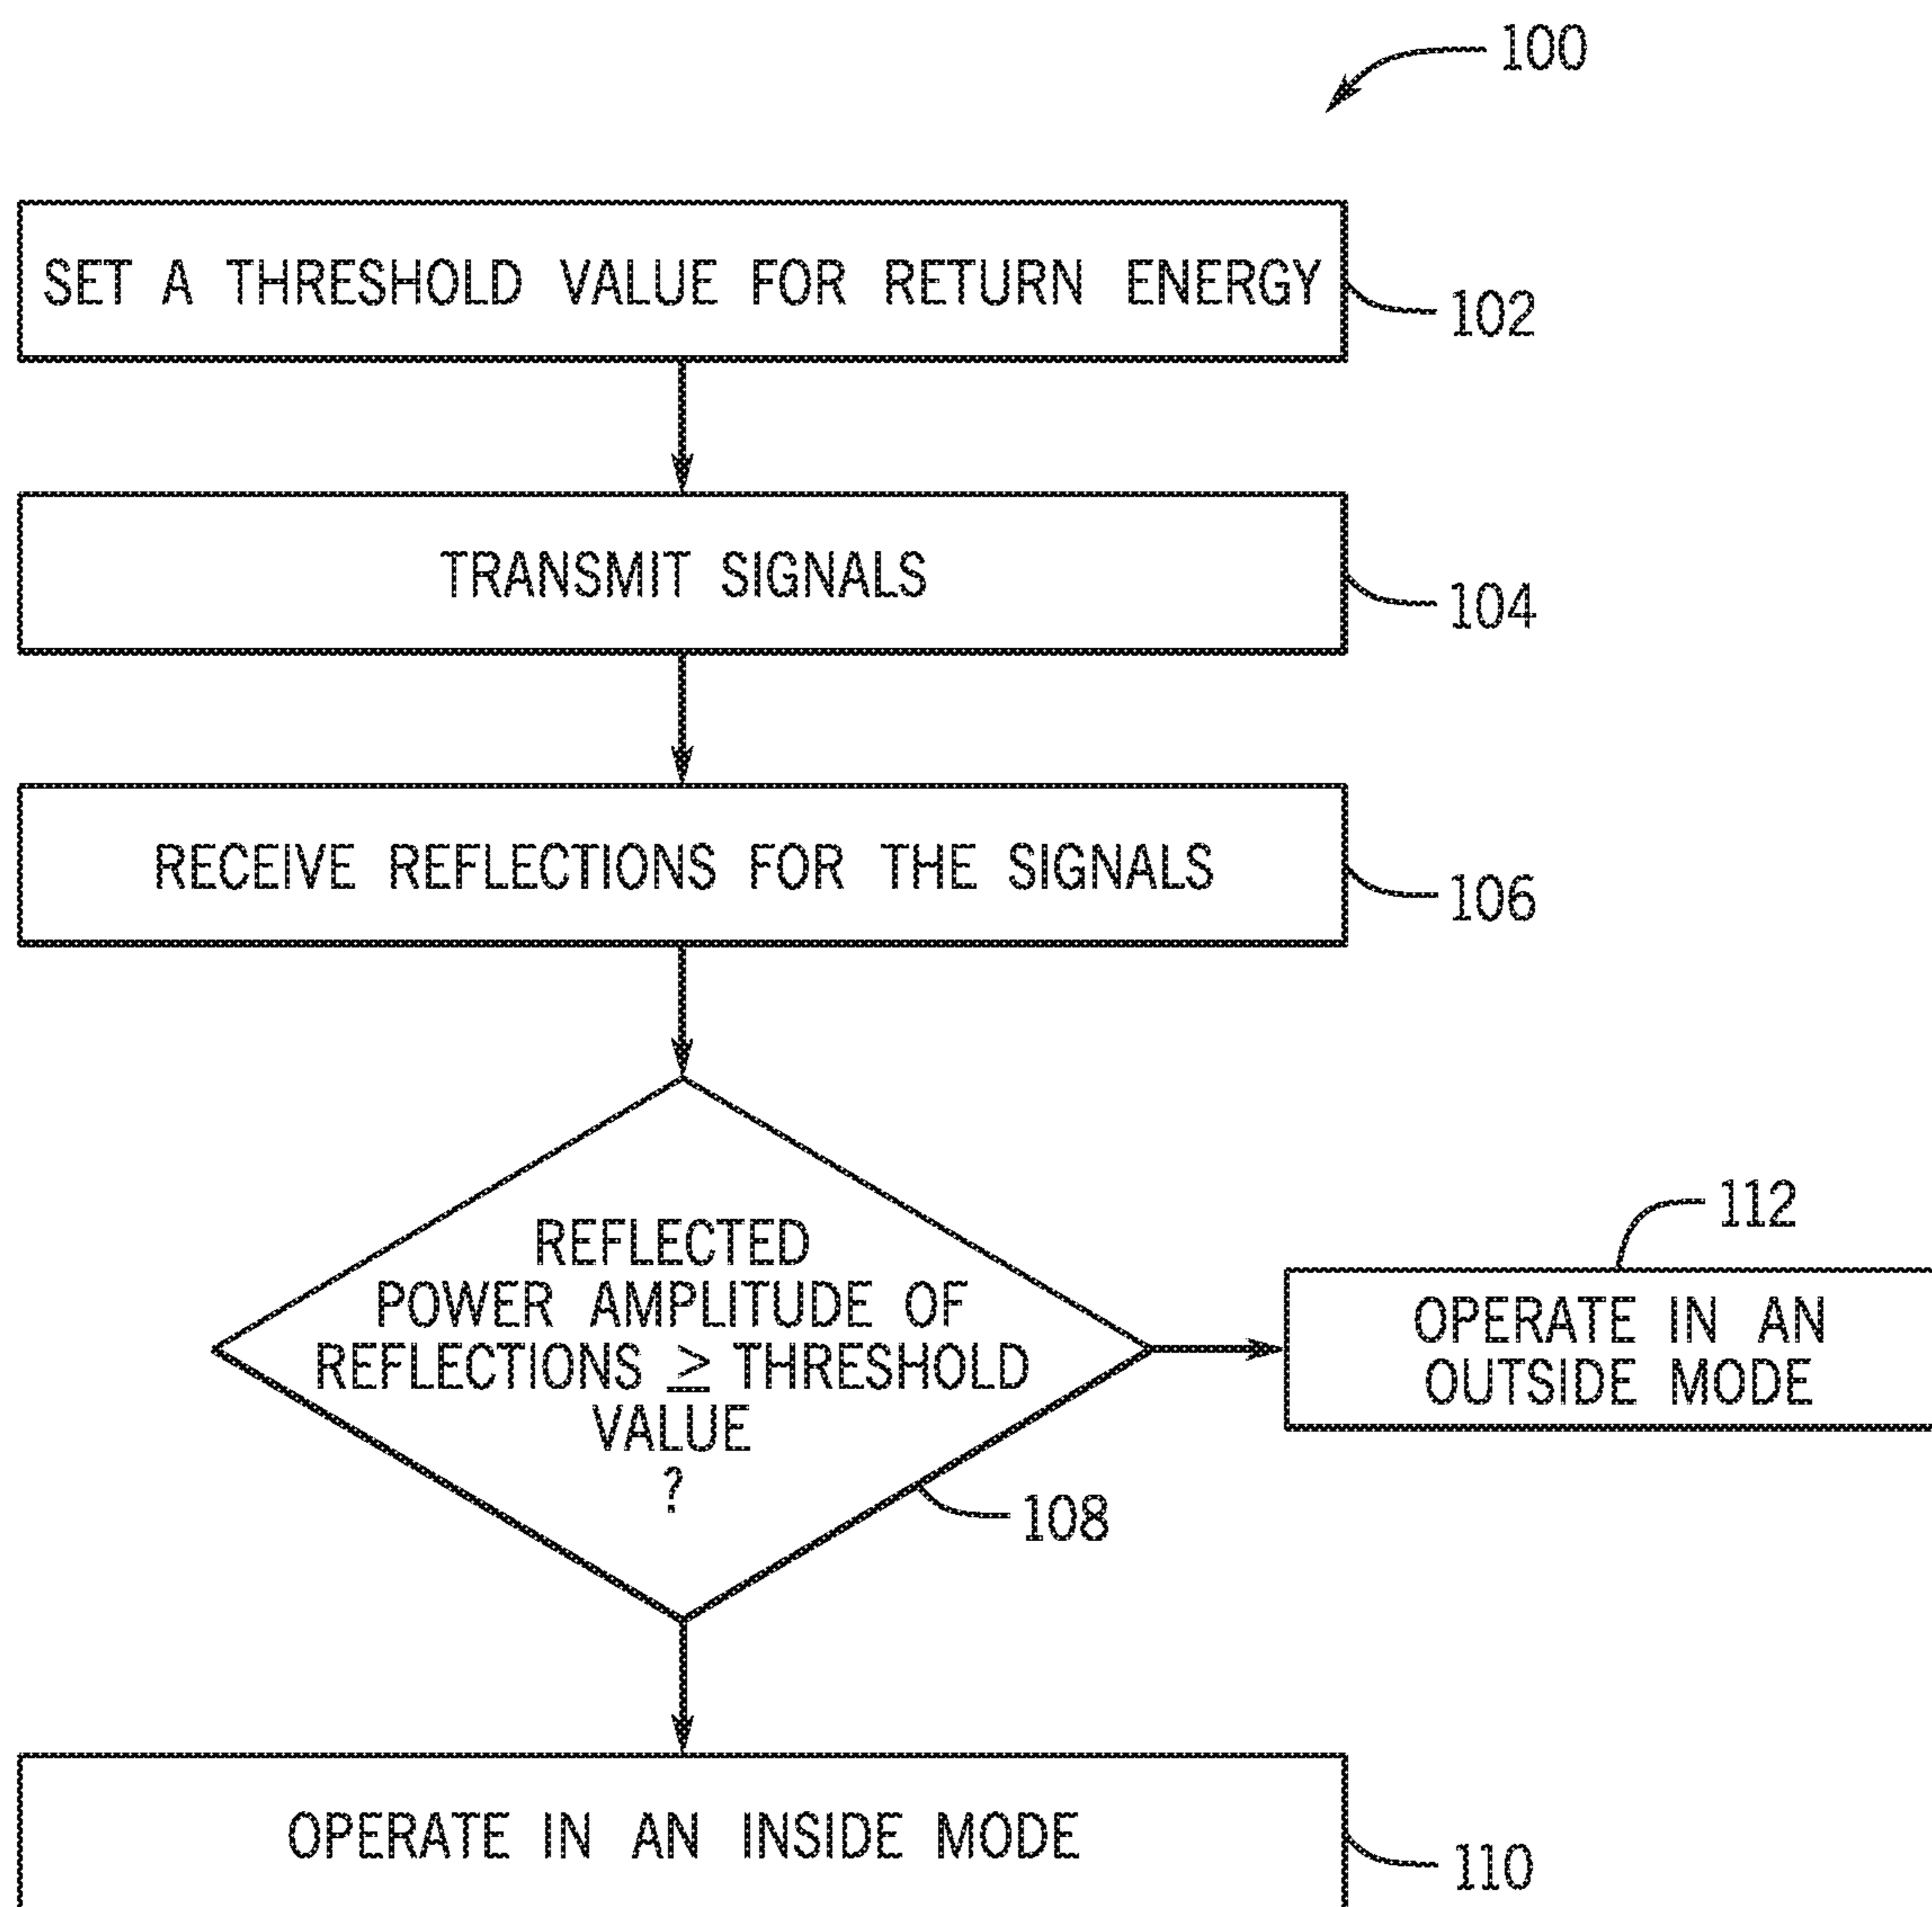 100
SET A THRESHOLD VALUE FOR RETURN ENERGY
102
TRANSMIT SIGNALS
104
RECEIVE REFLECTIONS FOR THE SIGNALS
106
REFLECTED
POWER AMPLITUDE OF
REFLECTIONS ≥ THRESHOLD
VALUE
?
108
112
OPERATE IN AN
OUTSIDE MODE
OPERATE IN AN INSIDE MODE
110